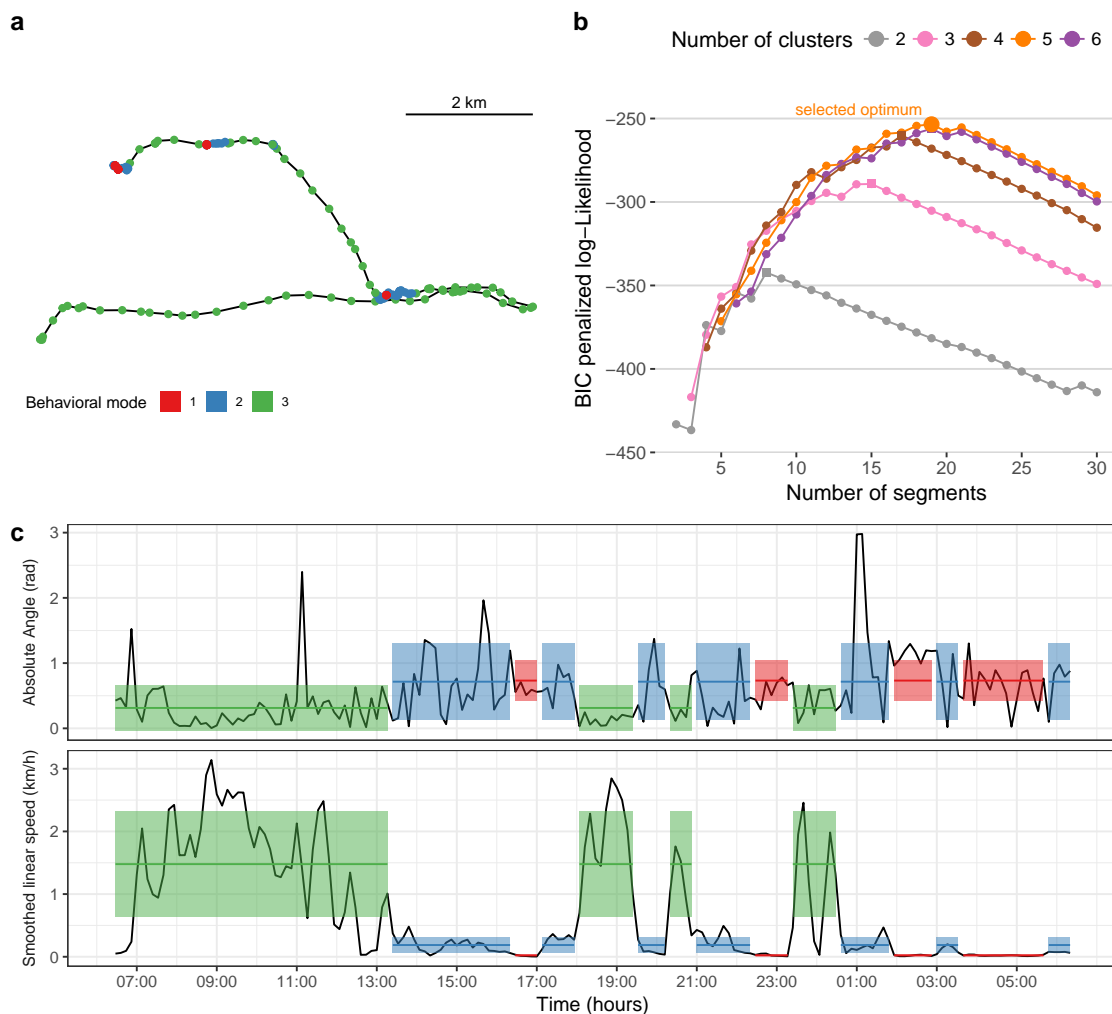 a
2 km
Behavioral mode 1 2 3
b
Number of clusters 2 3 4 5 6
selected optimum
BIC penalized log−Likelihood
−250
−300
−350
−400
−450
5 10 15 20 25 30
Number of segments
c
Absolute Angle (rad)
3
2
1
0
Smoothed linear speed (km/h)
3
2
1
0
07:00 09:00 11:00 13:00 15:00 17:00 19:00 21:00 23:00 01:00 03:00 05:00
Time (hours)